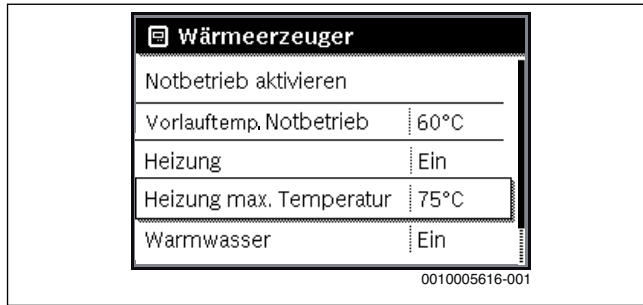 Wärmeerzeuger
Notbetrieb aktivieren
Vorlauftemp. Notbetrieb 60°C
Heizung Ein
Heizung max. Temperatur 75°C
Warmwasser Ein
0010005616-001